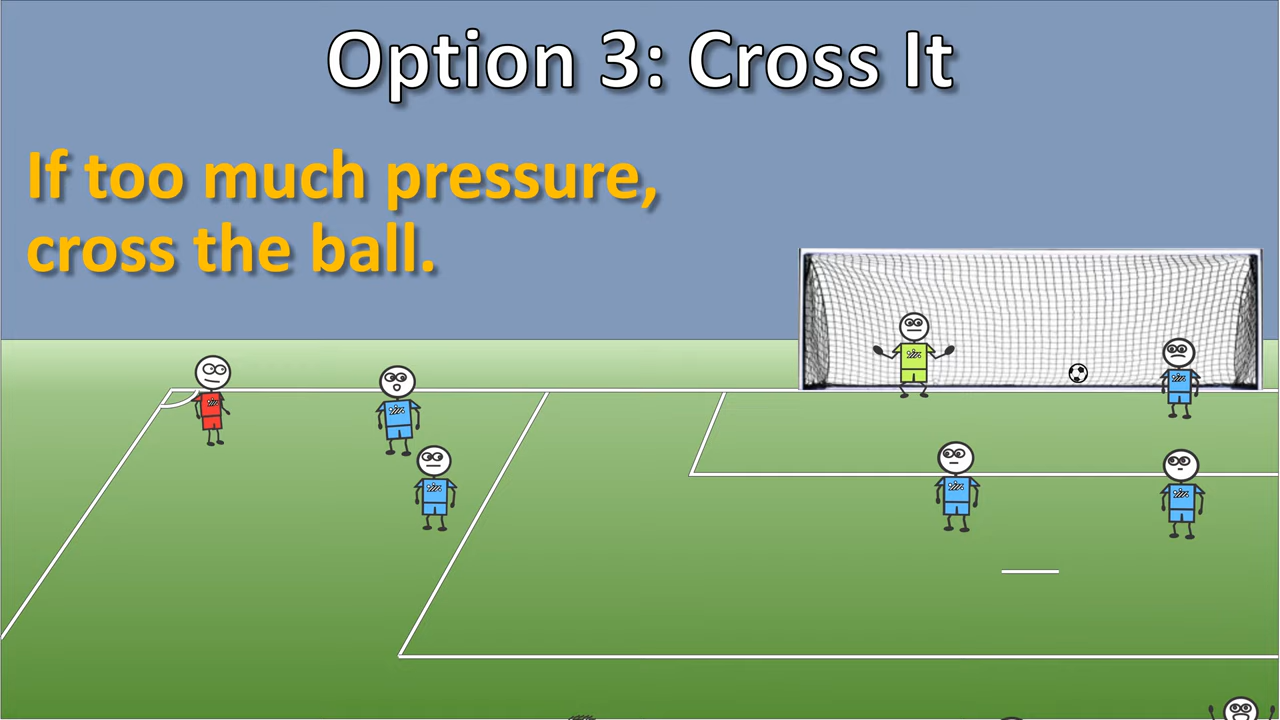 Option 3: Cross It
If too much pressure,
cross the ball.